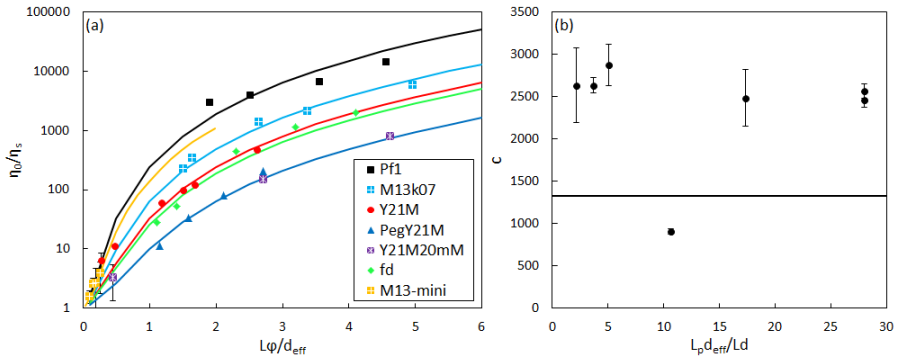 (a)
100000
10000
1000
100
10
1
η₀/ηₛ
0
1
2
3
4
5
6
Lφ/d_eff
Pf1
M13k07
Y21M
PegY21M
Y21M20mM
fd
M13-mini
(b)
3500
3000
2500
2000
1500
1000
500
0
c
0
5
10
15
20
25
30
L_pd_eff/Ld